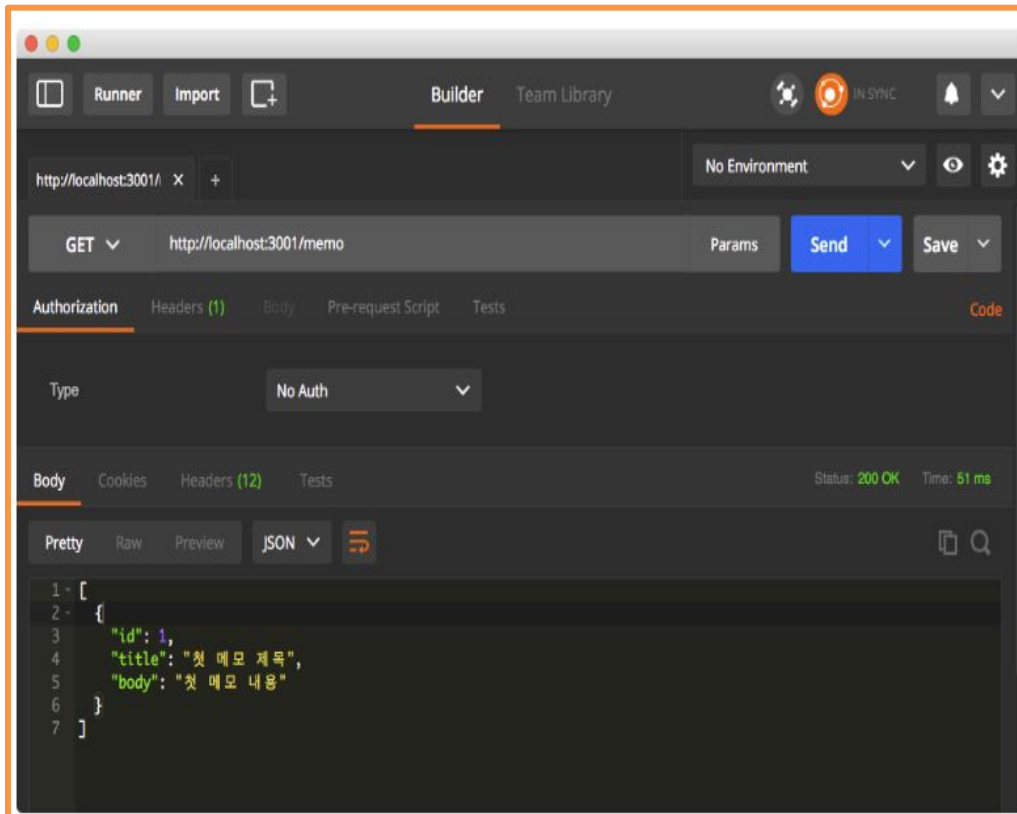 Runner Import Builder Team Library IN SYNC
http://localhost:3001/ No Environment
GET http://localhost:3001/memo Params Send Save
Authorization Headers (1) Body Pre-request Script Tests Code
Type No Auth
Body Cookies Headers (12) Tests Status: 200 OK Time: 51 ms
Pretty Raw Preview JSON
1 [
2 {
3 "id": 1,
4 "title": "첫 메모 제목",
5 "body": "첫 메모 내용"
6 }
7 ]